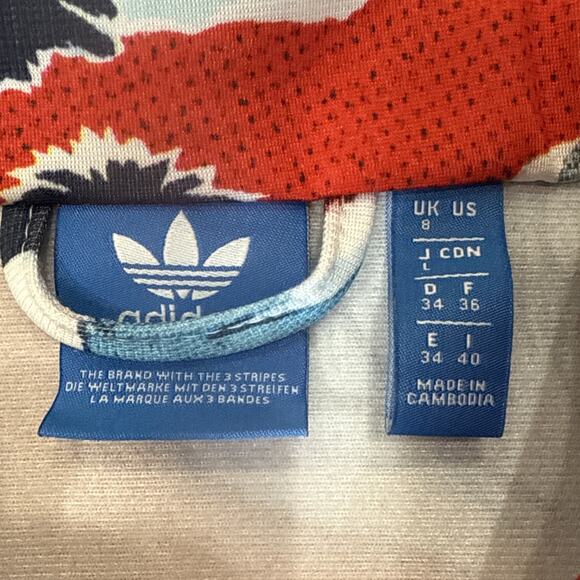 adid
THE BRAND WITH THE 3 STRIPES
DIE WELTMARKE MIT DEN 3 STREIFEN
LA MARQUE AUX 3 BANDES
UK US
8
J CDN
L
D F
34 36
E I
34 40
MADE IN
CAMBODIA